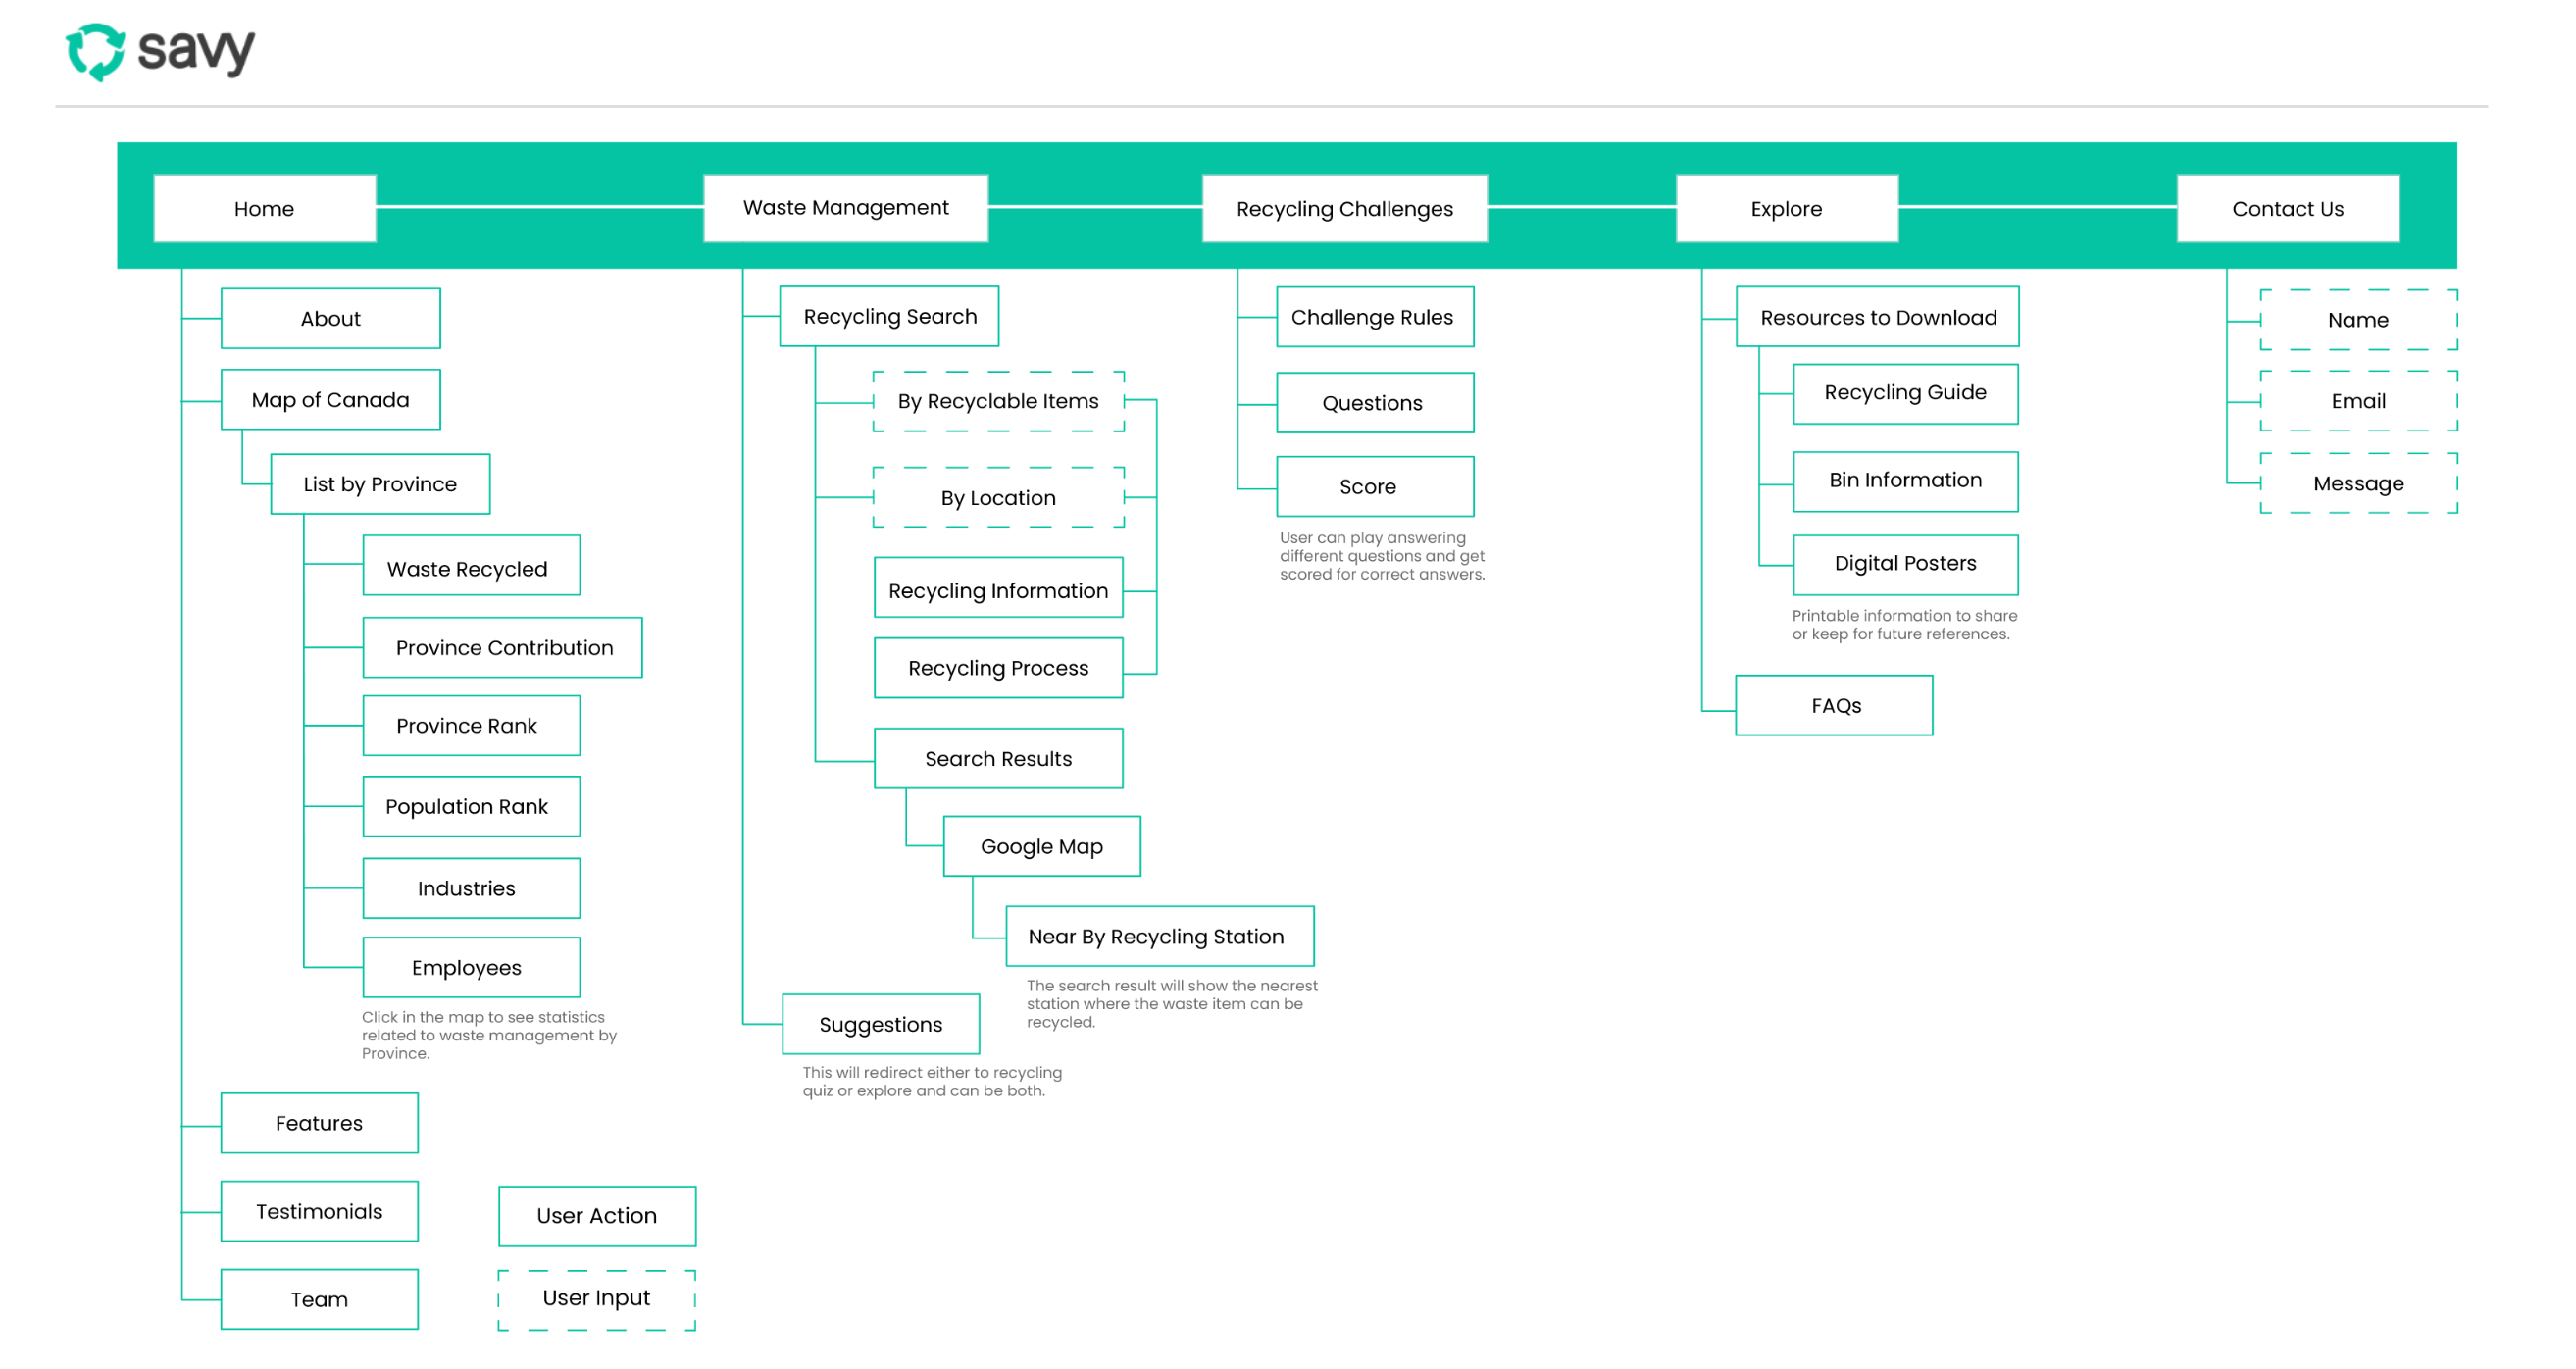 savy
Home
Waste Management
Recycling Challenges
Explore
Contact Us
About
Map of Canada
List by Province
Waste Recycled
Province Contribution
Province Rank
Population Rank
Industries
Employees
Click in the map to see statistics
related to waste management by
Province.
Features
Testimonials
Team
User Action
User Input
Recycling Search
By Recyclable Items
By Location
Recycling Information
Recycling Process
Search Results
Google Map
Near By Recycling Station
The search result will show the nearest
station where the waste item can be
recycled.
Suggestions
This will redirect either to recycling
quiz or explore and can be both.
Challenge Rules
Questions
Score
User can play answering
different questions and get
scored for correct answers.
Resources to Download
Recycling Guide
Bin Information
Digital Posters
Printable information to share
or keep for future references.
FAQs
Name
Email
Message